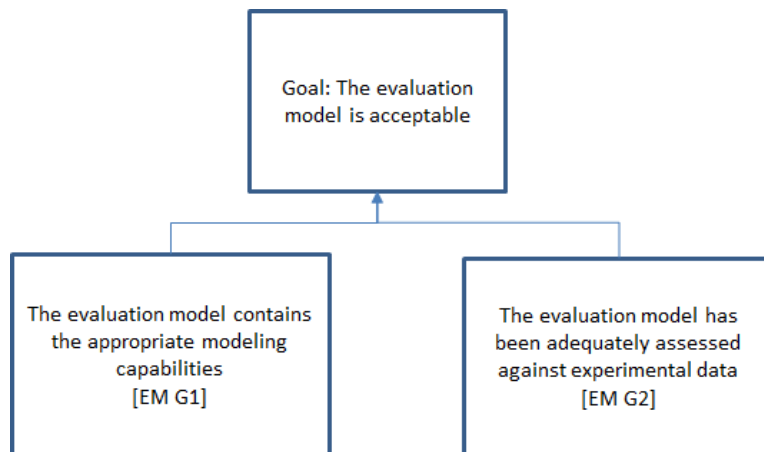 Goal: The evaluation
model is acceptable
The evaluation model contains
the appropriate modeling
capabilities
[EM G1]
The evaluation model has
been adequately assessed
against experimental data
[EM G2]